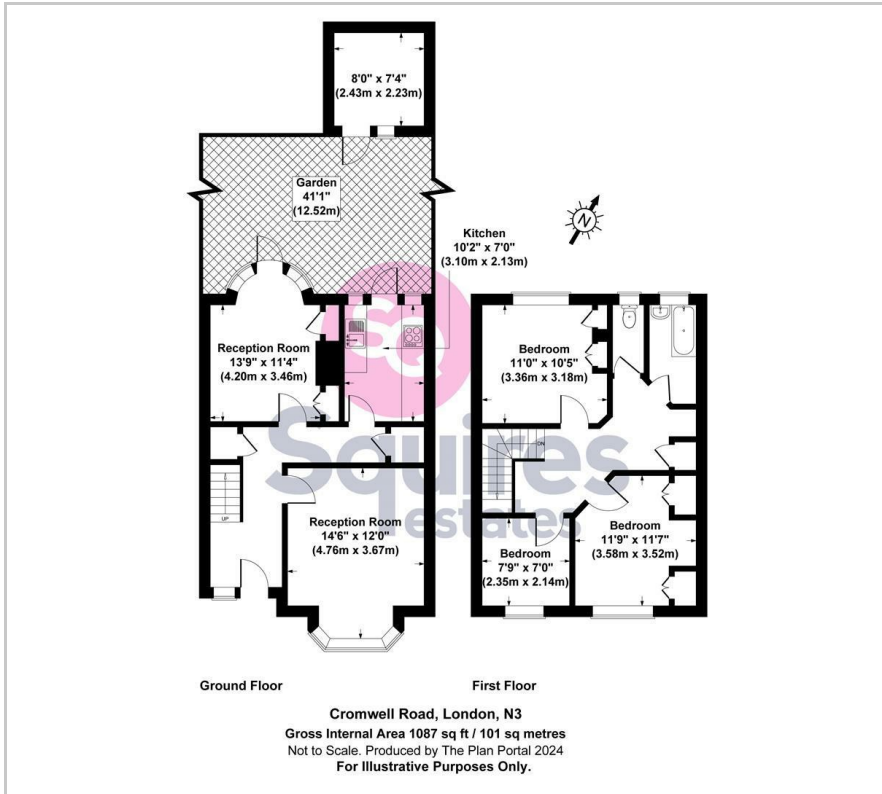 8'0" x 7'4"
(2.43m x 2.23m)
Garden
41'1"
(12.52m)
N
Kitchen
10'2" x 7'0"
(3.10m x 2.13m)
SQ
Squires
estates
Reception Room
13'9" x 11'4"
(4.20m x 3.46m)
Bedroom
11'0" x 10'5"
(3.36m x 3.18m)
DN
UP
Reception Room
14'6" x 12'0"
(4.76m x 3.67m)
Bedroom
7'9" x 7'0"
(2.35m x 2.14m)
Bedroom
11'9" x 11'7"
(3.58m x 3.52m)
Ground Floor
First Floor
Cromwell Road, London, N3
Gross Internal Area 1087 sq ft / 101 sq metres
Not to Scale. Produced by The Plan Portal 2024
For Illustrative Purposes Only.